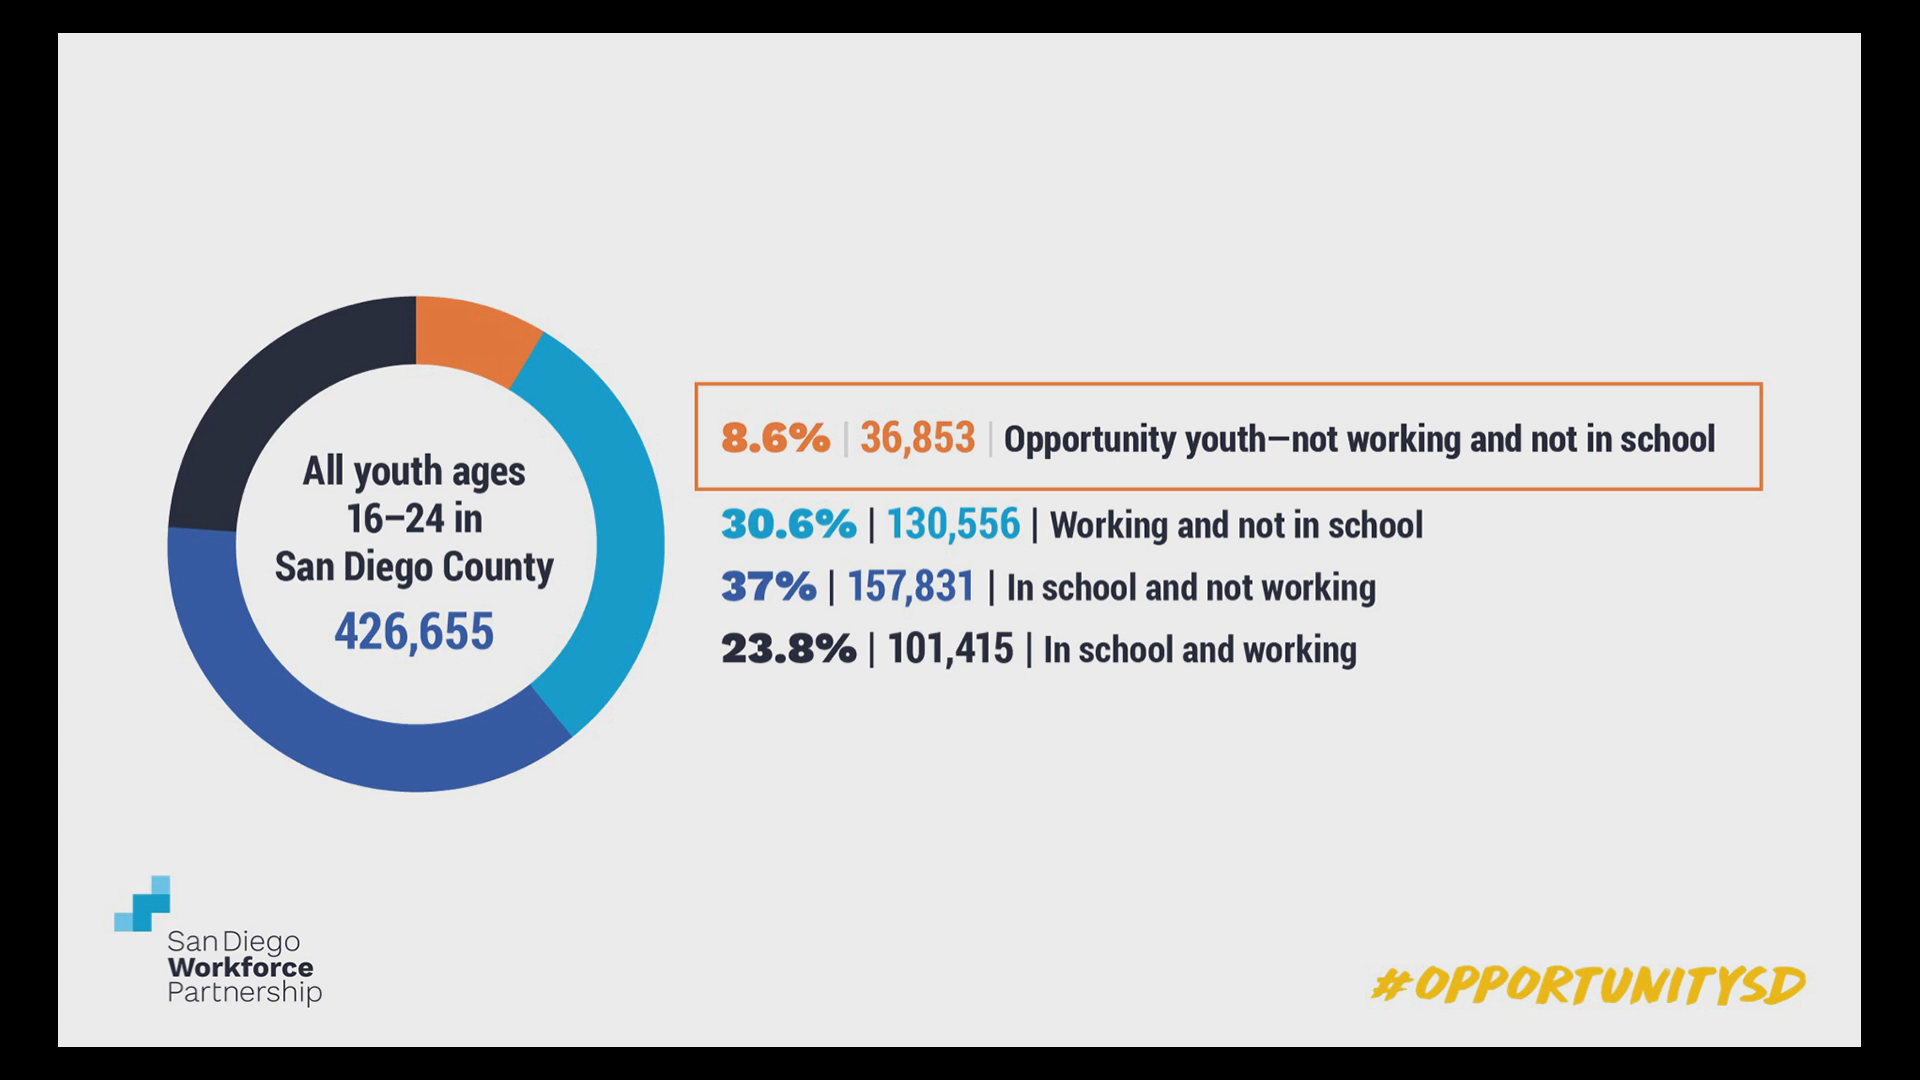 All youth ages
16–24 in
San Diego County
426,655
8.6% | 36,853 | Opportunity youth—not working and not in school
30.6% | 130,556 | Working and not in school
37% | 157,831 | In school and not working
23.8% | 101,415 | In school and working
San Diego
Workforce
Partnership
#OPPORTUNITYSD